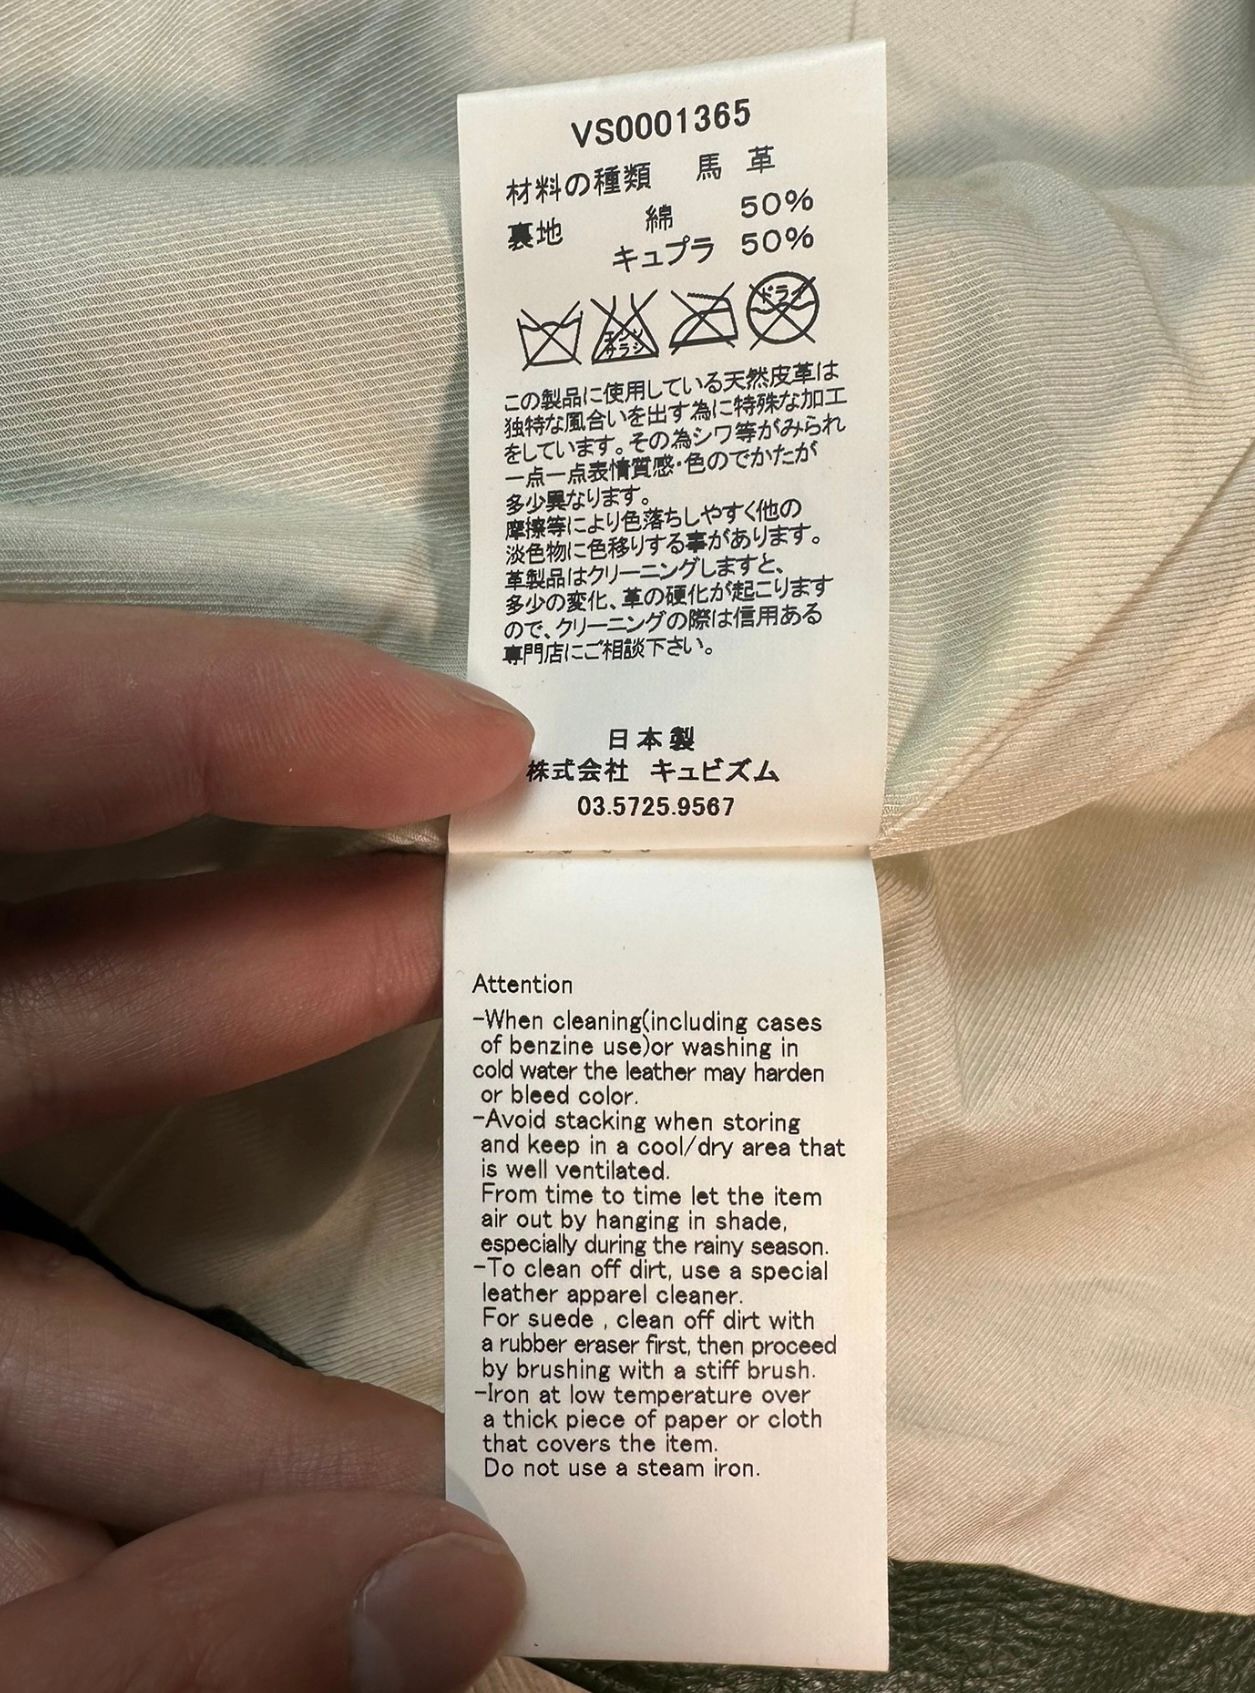 VS0001365
材料の種類 馬 革
裏地 綿 50%
キュプラ 50%
エンソ
サラシ
ドライ
この製品に使用している天然皮革は
独特な風合いを出す為に特殊な加工
をしています。その為シワ等がみられ
一点一点表情質感・色のでかたが
多少異なります。
摩擦等により色落ちしやすく他の
淡色物に色移りする事があります。
革製品はクリーニングしますと、
多少の変化、革の硬化が起こります
ので、クリーニングの際は信用ある
専門店にご相談下さい。
日本製
株式会社 キュビズム
03.5725.9567
Attention
-When cleaning(including cases
of benzine use)or washing in
cold water the leather may harden
or bleed color.
-Avoid stacking when storing
and keep in a cool/dry area that
is well ventilated.
From time to time let the item
air out by hanging in shade,
especially during the rainy season.
-To clean off dirt, use a special
leather apparel cleaner.
For suede , clean off dirt with
a rubber eraser first, then proceed
by brushing with a stiff brush.
-Iron at low temperature over
a thick piece of paper or cloth
that covers the item.
Do not use a steam iron.